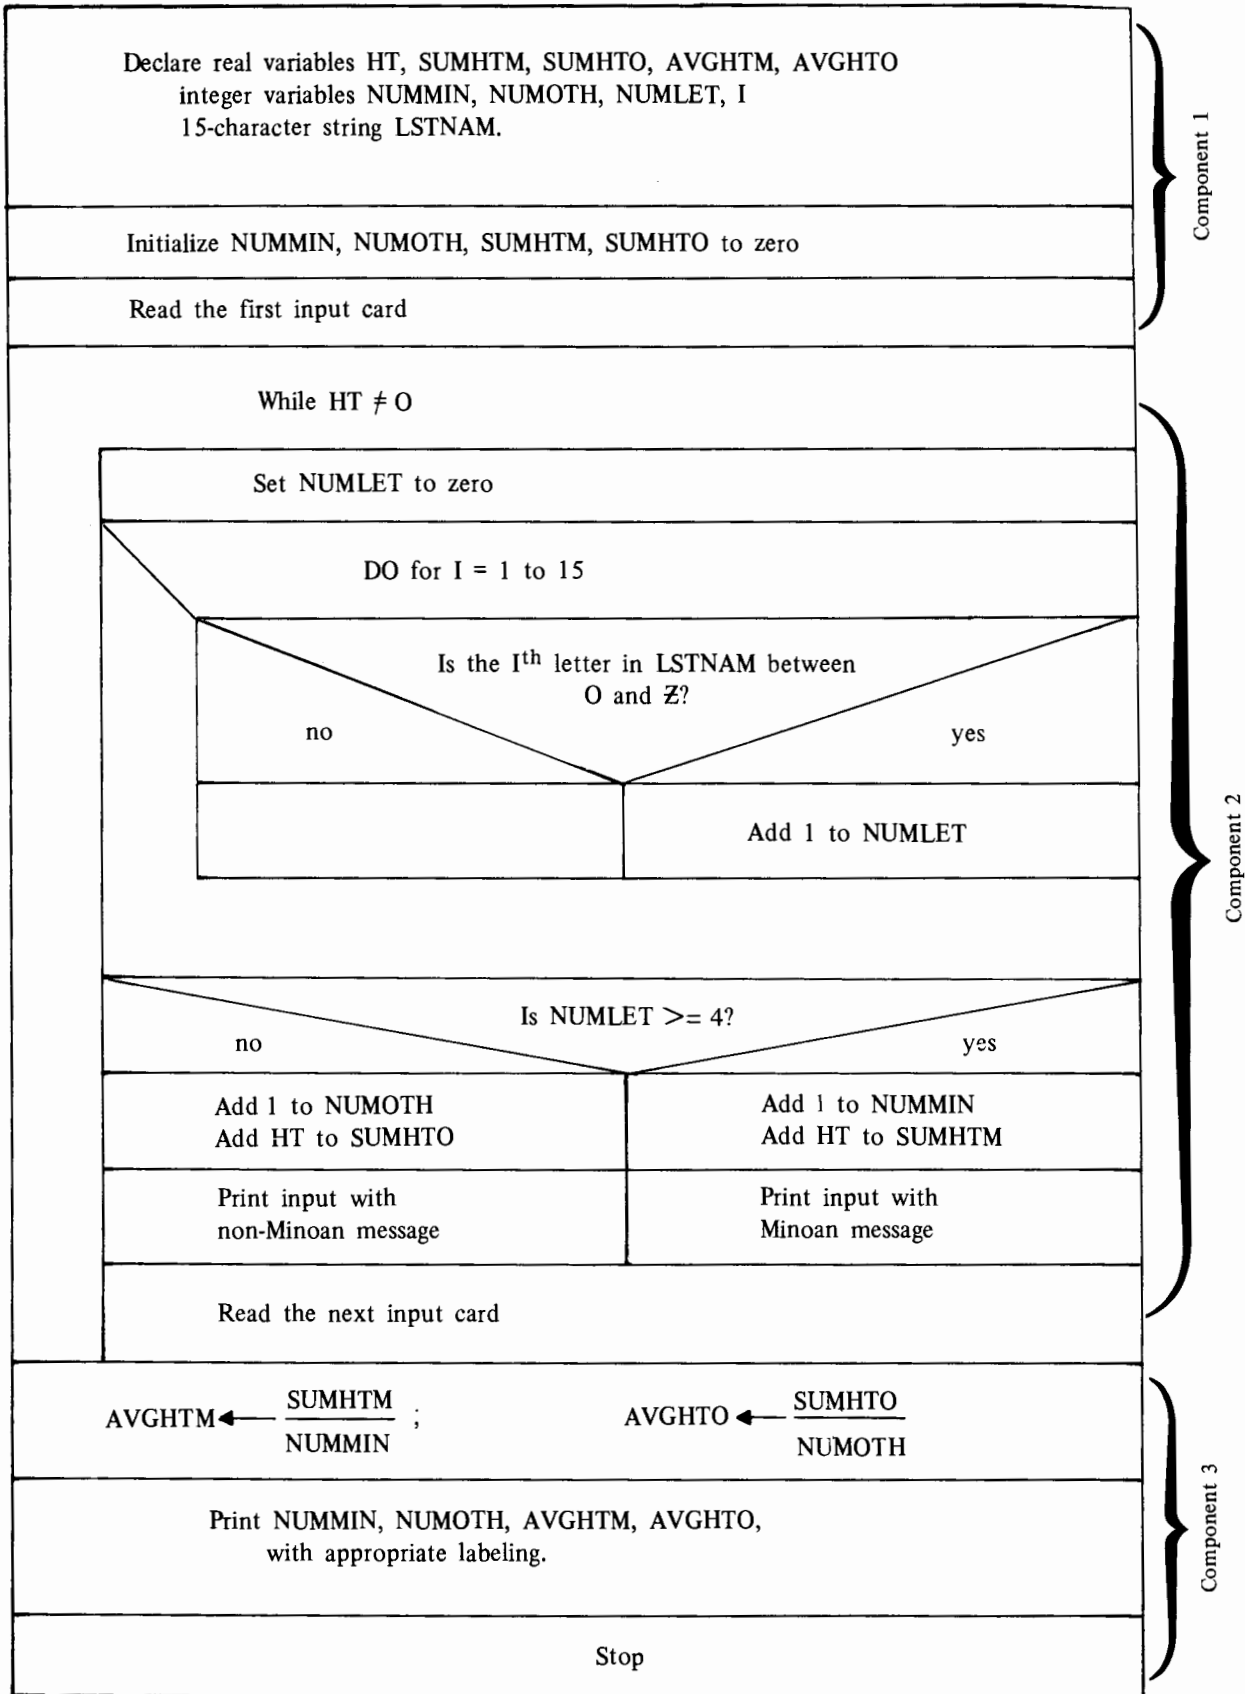 Declare real variables HT, SUMHTM, SUMHTO, AVGHTM, AVGHTO
integer variables NUMMIN, NUMOTH, NUMLET, I
15-character string LSTNAM.
Component 1
Initialize NUMMIN, NUMOTH, SUMHTM, SUMHTO to zero
Read the first input card
While HT ≠ O
Set NUMLET to zero
DO for I = 1 to 15
Is the Ith letter in LSTNAM between
O and Ƶ?
no
yes
Add 1 to NUMLET
Component 2
Is NUMLET >= 4?
no
yes
Add 1 to NUMOTH
Add HT to SUMHTO
Add 1 to NUMMIN
Add HT to SUMHTM
Print input with
non-Minoan message
Print input with
Minoan message
Read the next input card
AVGHTM ← SUMHTM / NUMMIN ;
AVGHTO ← SUMHTO / NUMOTH
Print NUMMIN, NUMOTH, AVGHTM, AVGHTO,
with appropriate labeling.
Component 3
Stop